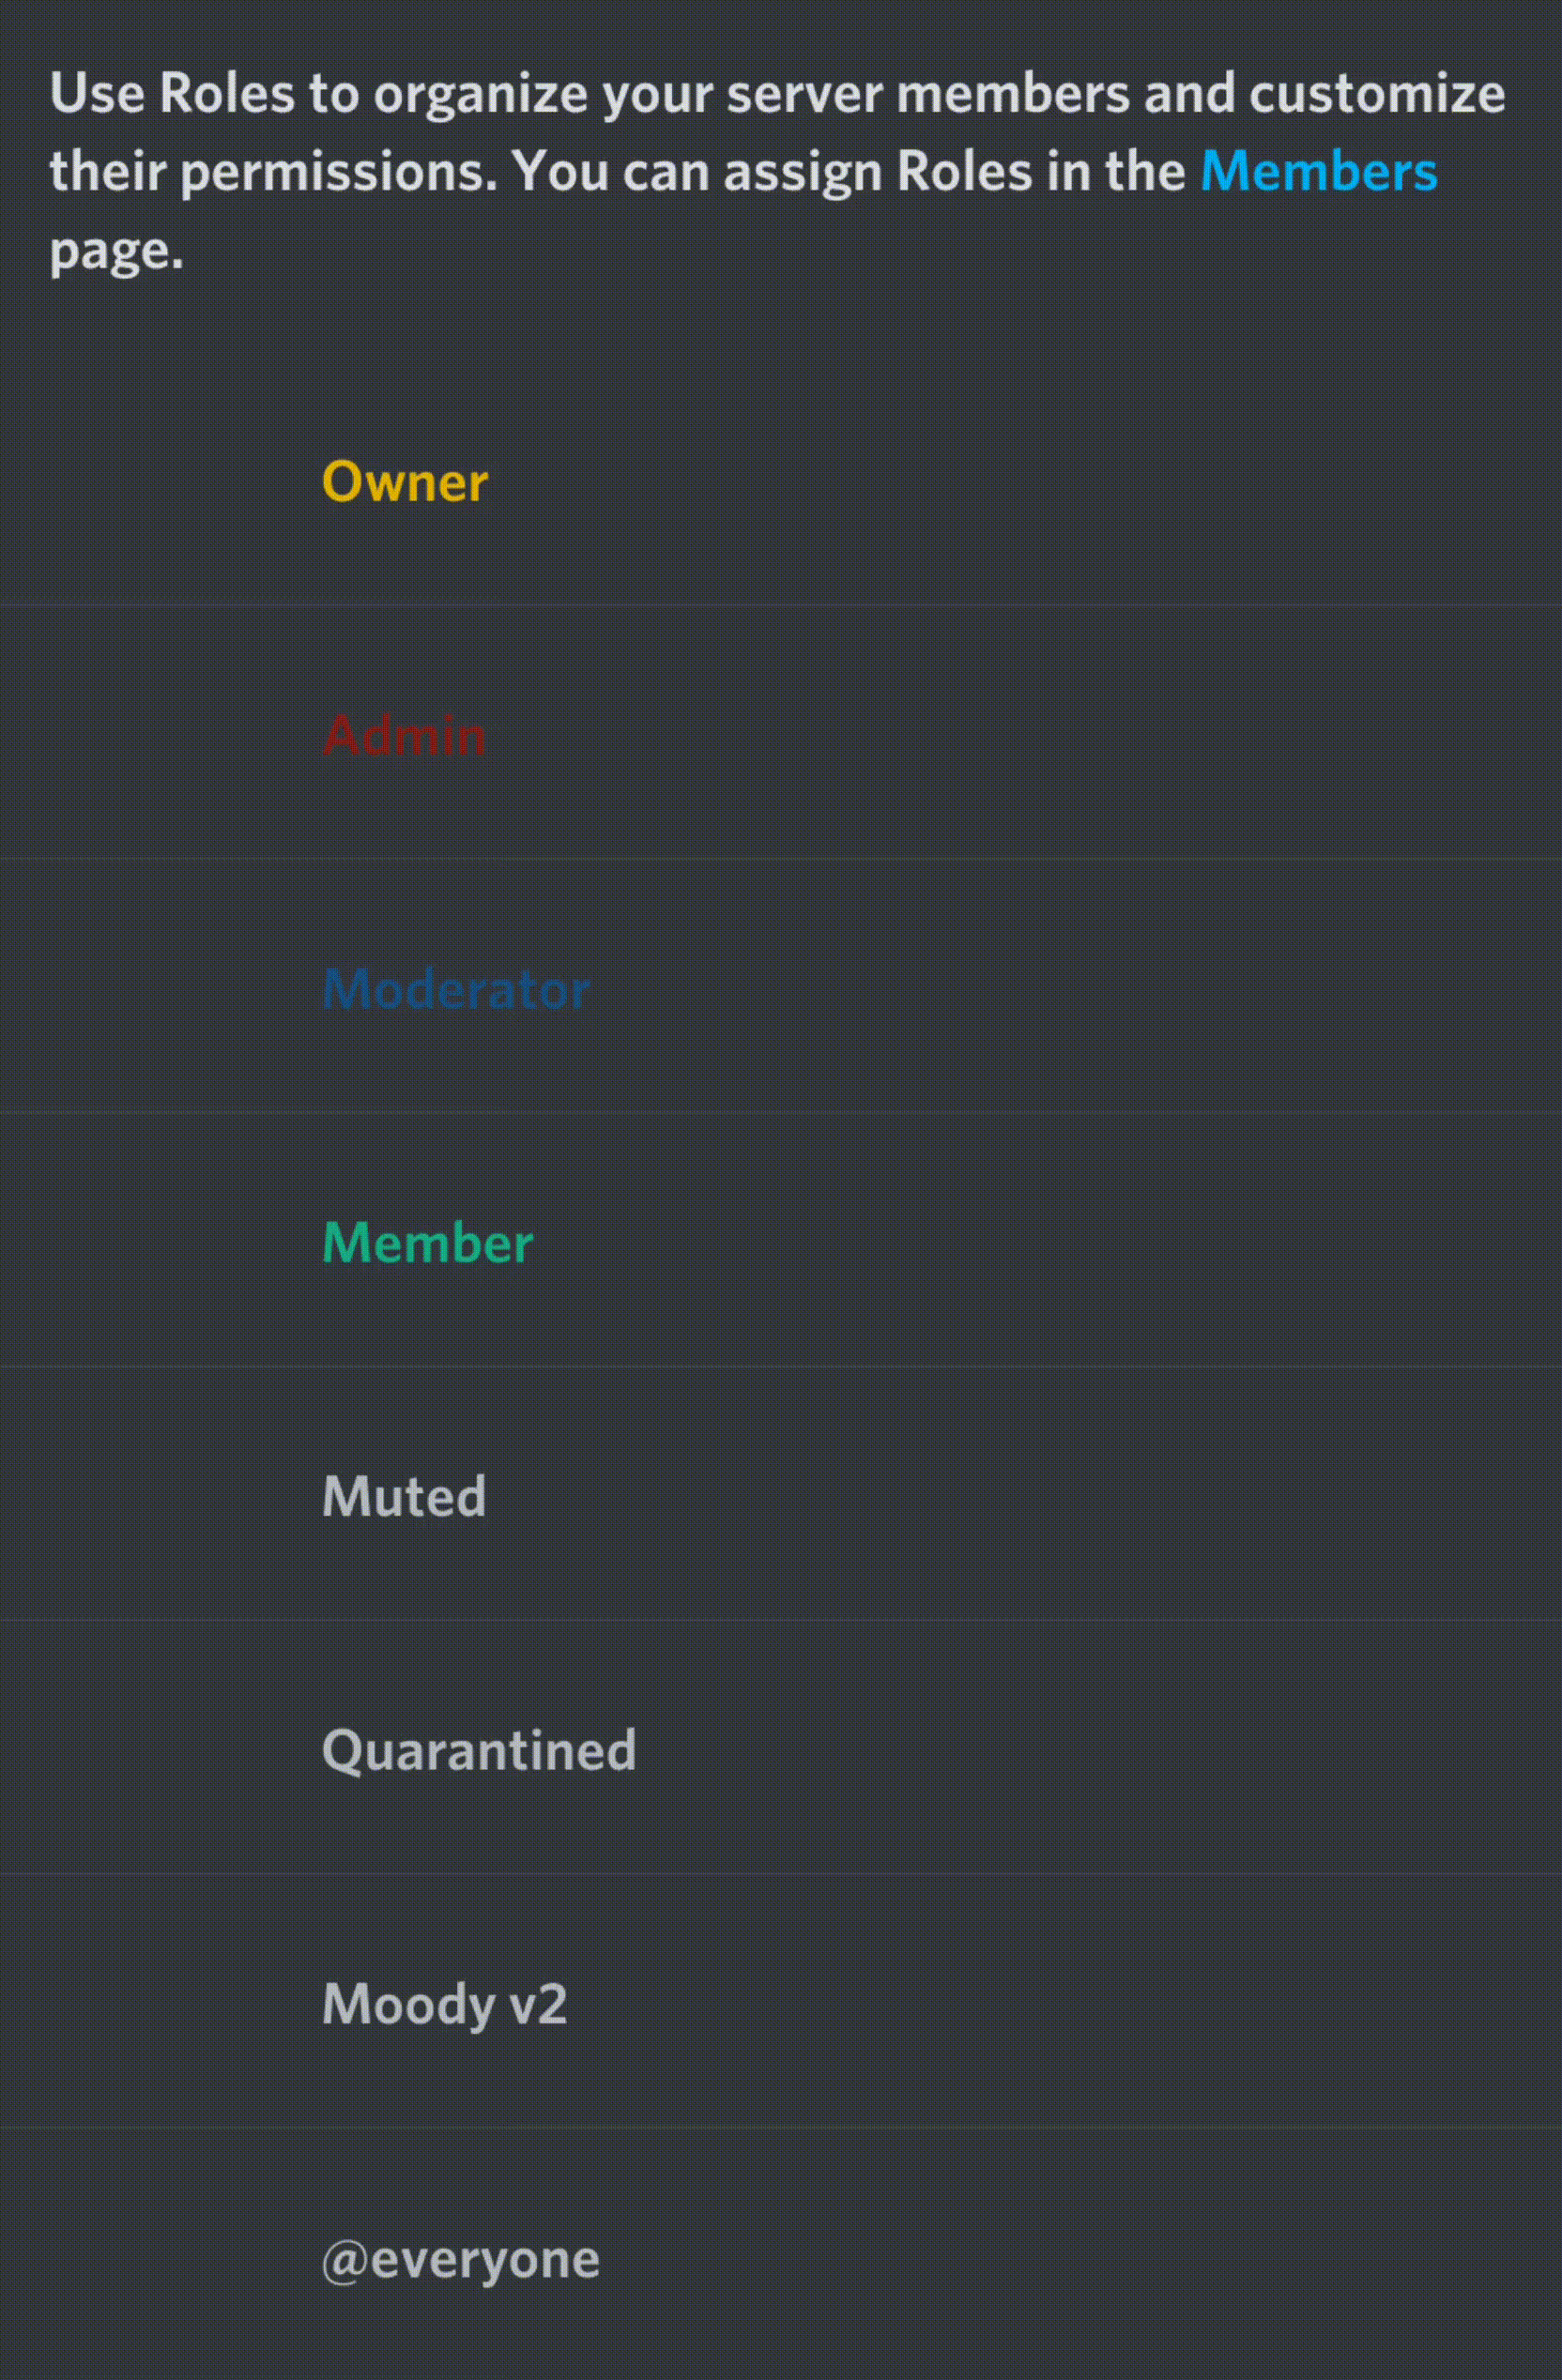 Use Roles to organize your server members and customize
their permissions. You can assign Roles in the Members
page.
Owner
Admin
Moderator
Member
Muted
Quarantined
Moody v2
@everyone